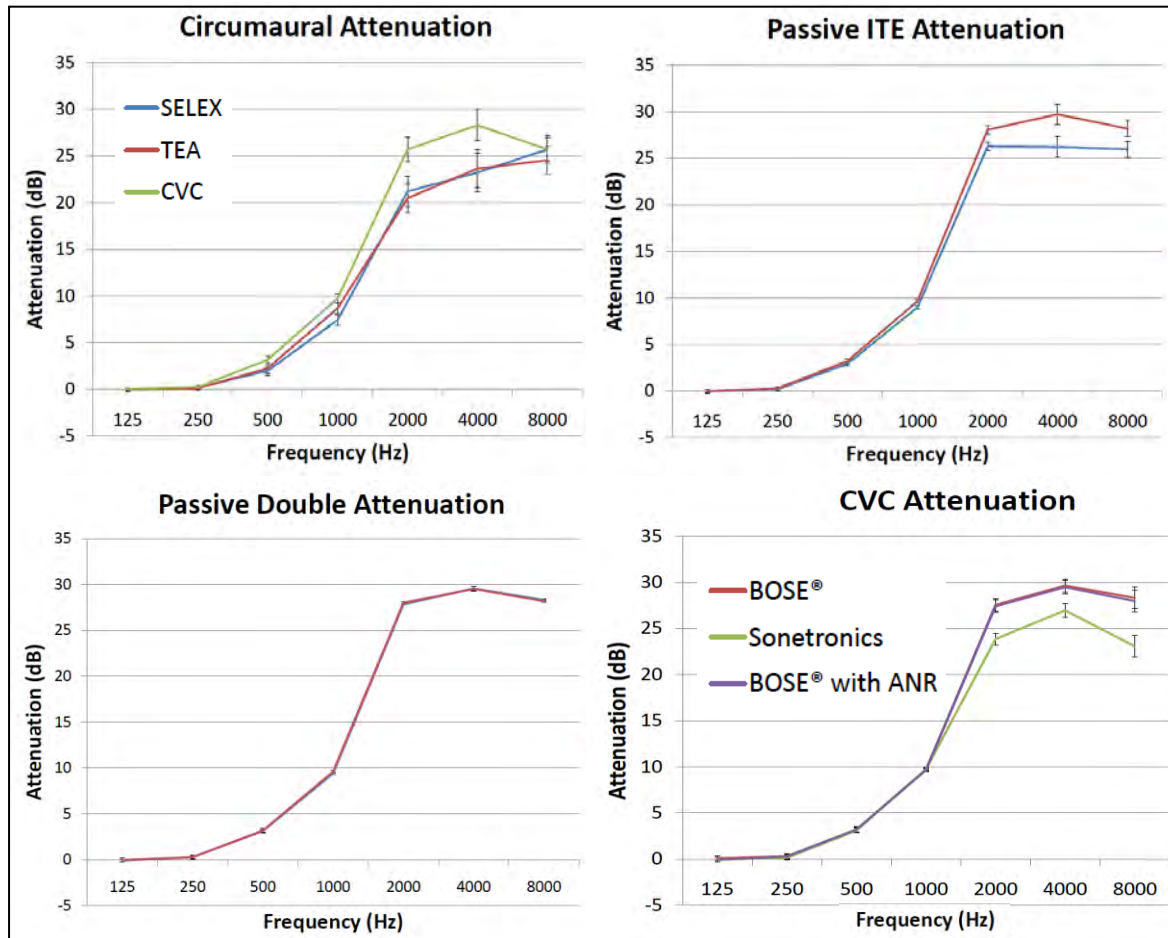 Circumaural Attenuation
35
30
25
20
15
10
5
0
-5
Attenuation (dB)
SELEX
TEA
CVC
125 250 500 1000 2000 4000 8000
Frequency (Hz)
Passive ITE Attenuation
35
30
25
20
15
10
5
0
-5
Attenuation (dB)
125 250 500 1000 2000 4000 8000
Frequency (Hz)
Passive Double Attenuation
35
30
25
20
15
10
5
0
-5
Attenuation (dB)
125 250 500 1000 2000 4000 8000
Frequency (Hz)
CVC Attenuation
35
30
25
20
15
10
5
0
-5
Attenuation (dB)
BOSE®
Sonetronics
BOSE® with ANR
125 250 500 1000 2000 4000 8000
Frequency (Hz)